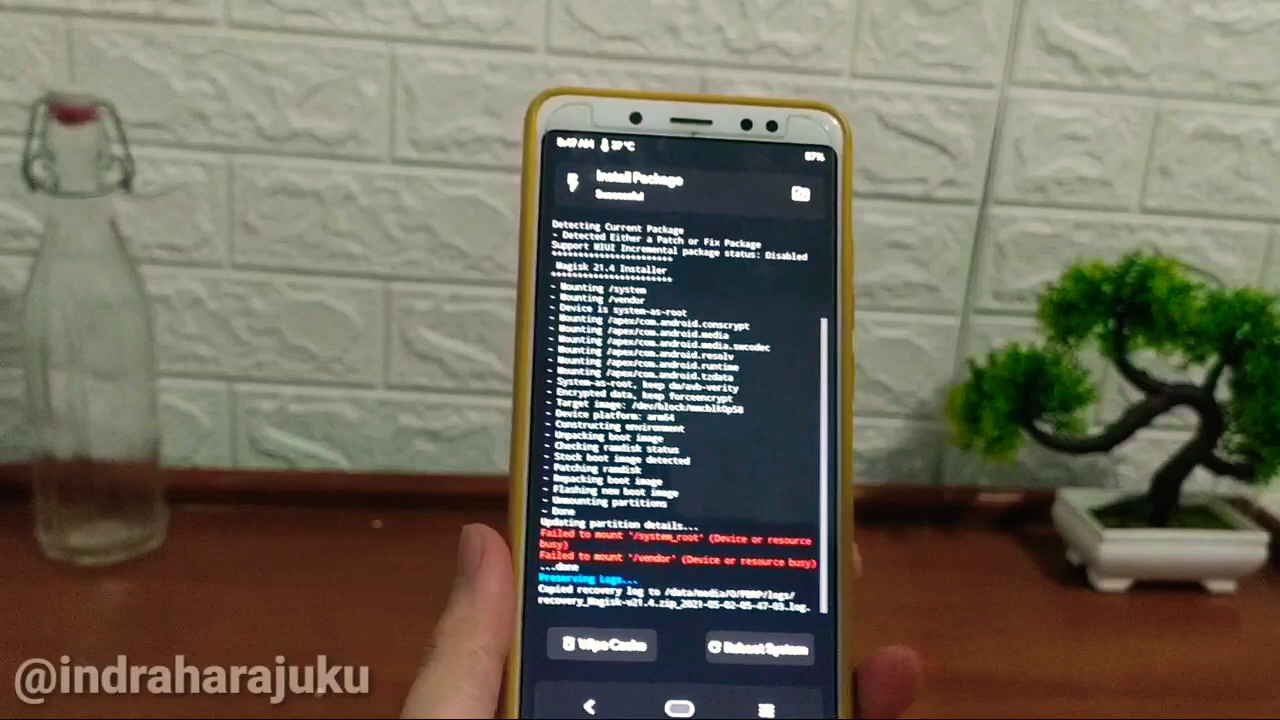 5:47 AM 37°C
87%
Install Package
Successful
Detecting Current Package
- Detected Either a Patch or Fix Package
Support MIUI Incremental package status: Disabled
************************
Magisk 21.4 Installer
************************
- Mounting /system
- Mounting /vendor
- Device is system-as-root
- Mounting /apex/com.android.conscrypt
- Mounting /apex/com.android.media
- Mounting /apex/com.android.media.swcodec
- Mounting /apex/com.android.resolv
- Mounting /apex/com.android.runtime
- Mounting /apex/com.android.tzdata
- System-as-root, keep dm/avb-verity
- Encrypted data, keep forceencrypt
- Target image: /dev/block/mmcblk0p58
- Device platform: arm64
- Constructing environment
- Unpacking boot image
- Checking ramdisk status
- Stock boot image detected
- Patching ramdisk
- Repacking boot image
- Flashing new boot image
- Unmounting partitions
- Done
Updating partition details...
Failed to mount '/system_root' (Device or resource
busy)
Failed to mount '/vendor' (Device or resource busy)
...done
Preserving Logs...
Copied recovery log to /data/media/0/PBRP/logs/
recovery_Magisk-v21.4.zip_2021-05-02-05-47-03.log.
Wipe Cache
Reboot System
@indraharajuku